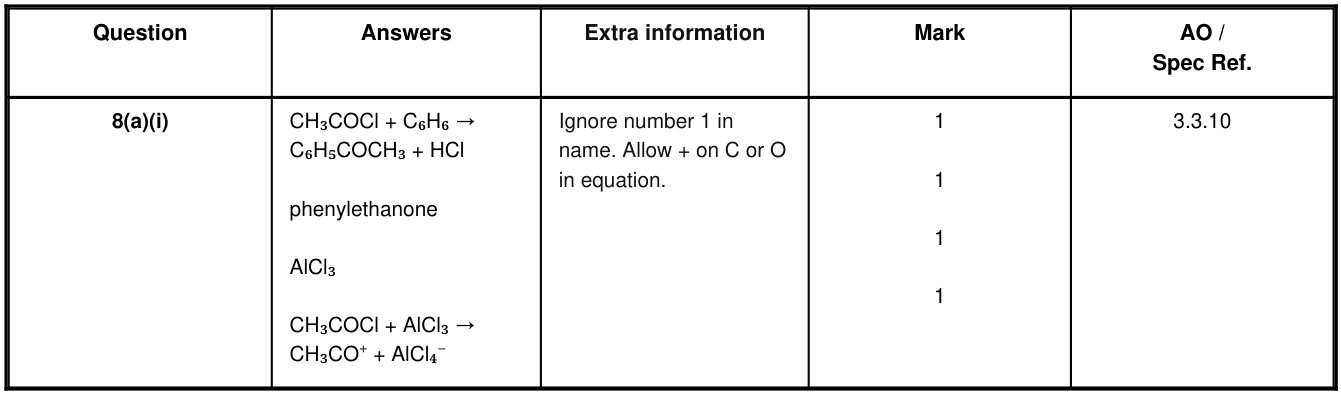 Question Answers Extra information Mark AO /
Spec Ref.
8(a)(i) CH₃COCl + C₆H₆ → Ignore number 1 in 1 3.3.10
C₆H₅COCH₃ + HCl name. Allow + on C or O
in equation. 1
phenylethanone
1
AlCl₃
1
CH₃COCl + AlCl₃ →
CH₃CO⁺ + AlCl₄⁻